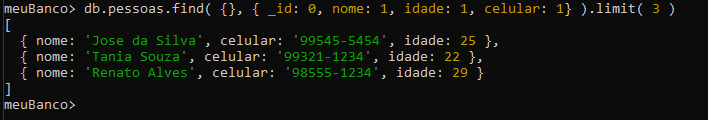 meuBanco> db.pessoas.find( {}, { _id: 0, nome: 1, idade: 1, celular: 1} ).limit( 3 )
[
  { nome: 'Jose da Silva', celular: '99545-5454', idade: 25 },
  { nome: 'Tania Souza', celular: '99321-1234', idade: 22 },
  { nome: 'Renato Alves', celular: '98555-1234', idade: 29 }
]
meuBanco>